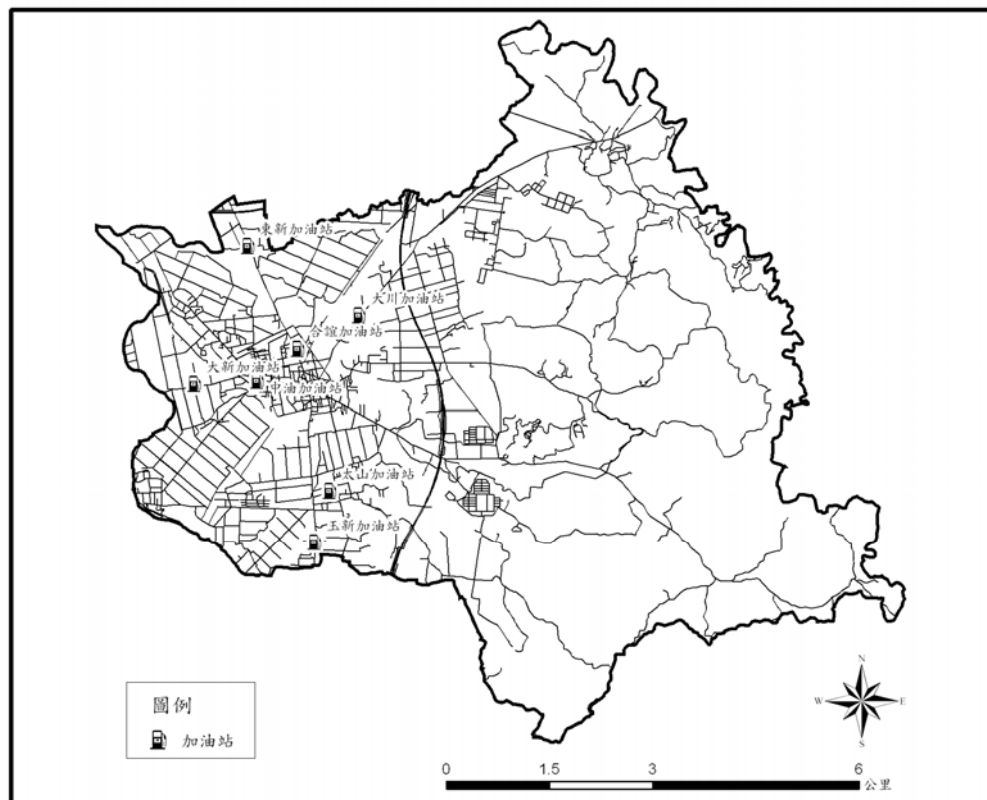 東新加油站
大川加油站
合誼加油站
大新加油站
中油加油站
太山加油站
玉新加油站
圖例
加油站
N
W
E
S
0 1.5 3 6
公里